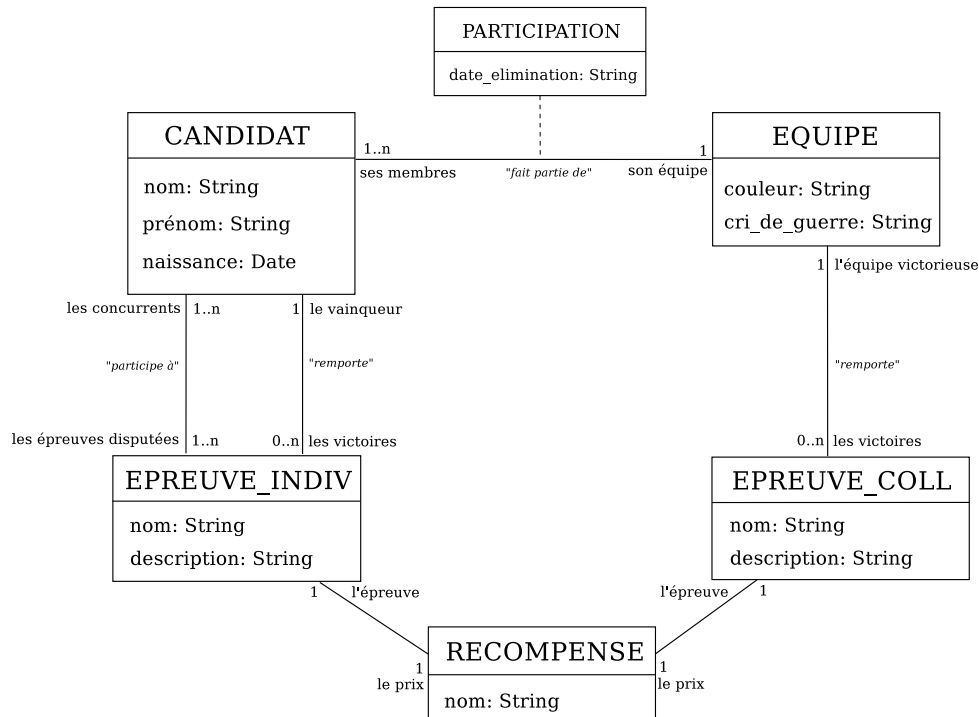 PARTICIPATION
date_elimination: String
CANDIDAT
nom: String
prénom: String
naissance: Date
1..n
ses membres
"fait partie de"
1
son équipe
EQUIPE
couleur: String
cri_de_guerre: String
les concurrents
1..n
1
le vainqueur
1
l'équipe victorieuse
"participe à"
"remporte"
"remporte"
les épreuves disputées
1..n
0..n
les victoires
0..n
les victoires
EPREUVE_INDIV
nom: String
description: String
EPREUVE_COLL
nom: String
description: String
1
l'épreuve
l'épreuve
1
RECOMPENSE
nom: String
1
le prix
1
le prix